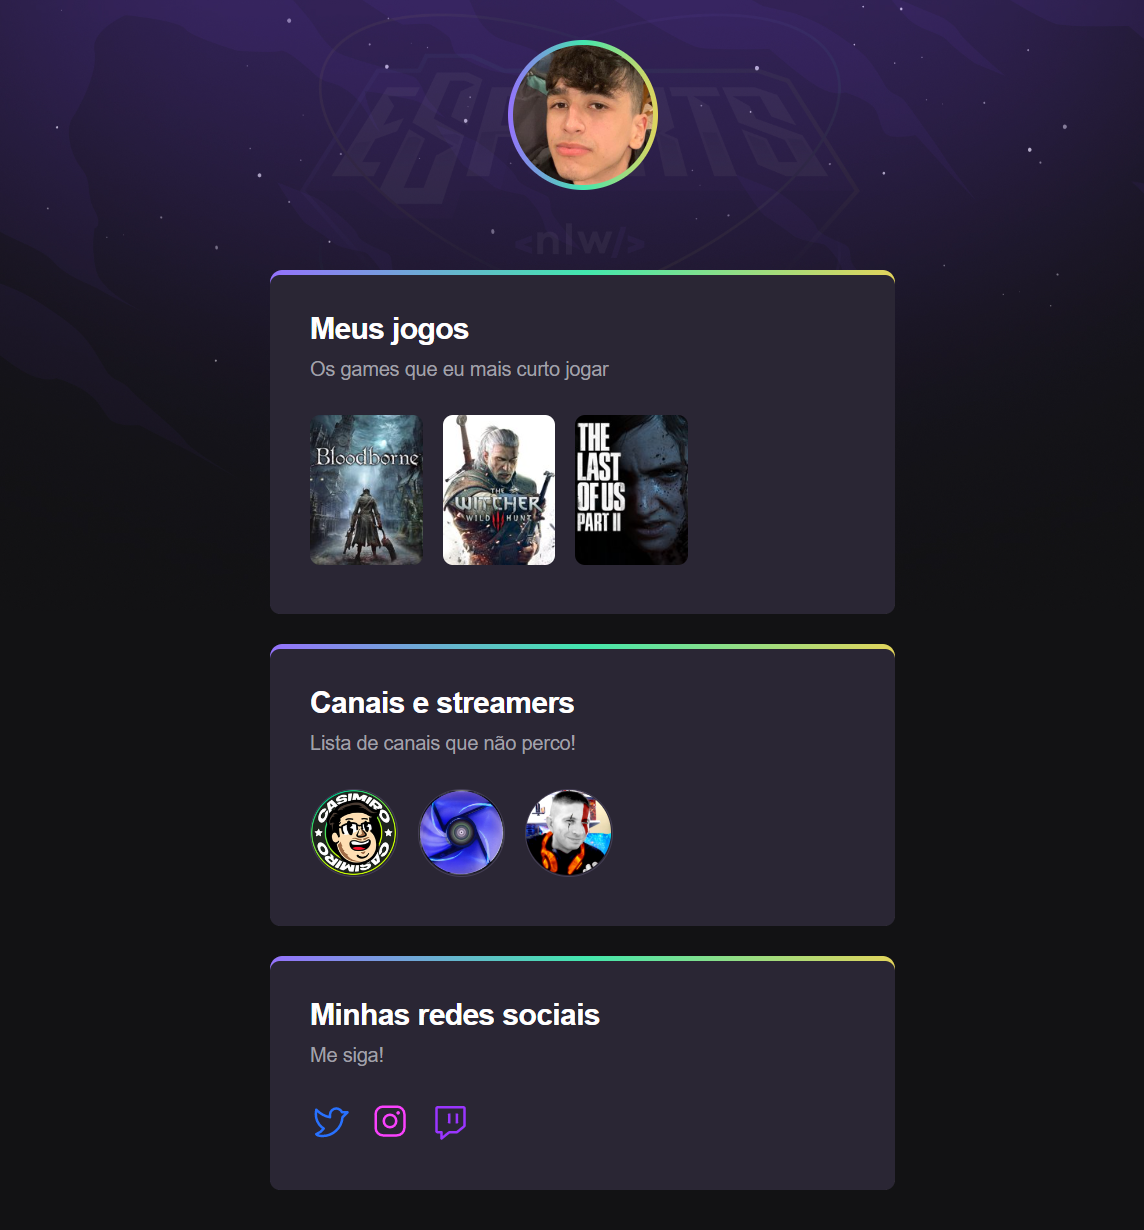 ESPORTS
<nlw/>
Meus jogos
Os games que eu mais curto jogar
Bloodborne
THE
WITCHER
WILD HUNT
THE
LAST
OF US
PART II
Canais e streamers
Lista de canais que não perco!
CASIMIRO
CASIMIRO
Minhas redes sociais
Me siga!